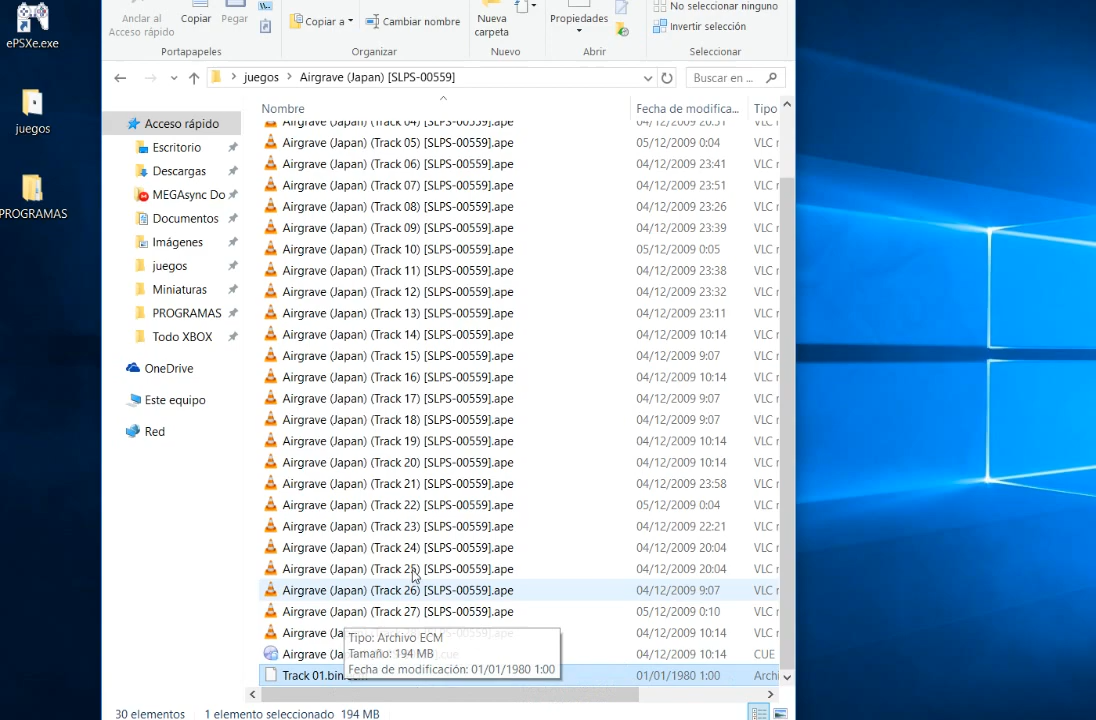 ePSXe.exe
juegos
PROGRAMAS
Anclar al
Acceso rápido
Copiar
Pegar
Portapapeles
Copiar a
Cambiar nombre
Organizar
Nueva
carpeta
Nuevo
Propiedades
Abrir
No seleccionar ninguno
Invertir selección
Seleccionar
juegos > Airgrave (Japan) [SLPS-00559]
Buscar en ...
Nombre
Fecha de modifica...
Tipo
Acceso rápido
Escritorio
Descargas
MEGAsync Do
Documentos
Imágenes
juegos
Miniaturas
PROGRAMAS
Todo XBOX
OneDrive
Este equipo
Red
Airgrave (Japan) (Track 04) [SLPS-00559].ape 04/12/2009 20:51 VLC
Airgrave (Japan) (Track 05) [SLPS-00559].ape 05/12/2009 0:04 VLC
Airgrave (Japan) (Track 06) [SLPS-00559].ape 04/12/2009 23:41 VLC
Airgrave (Japan) (Track 07) [SLPS-00559].ape 04/12/2009 23:51 VLC
Airgrave (Japan) (Track 08) [SLPS-00559].ape 04/12/2009 23:26 VLC
Airgrave (Japan) (Track 09) [SLPS-00559].ape 04/12/2009 23:39 VLC
Airgrave (Japan) (Track 10) [SLPS-00559].ape 05/12/2009 0:05 VLC
Airgrave (Japan) (Track 11) [SLPS-00559].ape 04/12/2009 23:38 VLC
Airgrave (Japan) (Track 12) [SLPS-00559].ape 04/12/2009 23:32 VLC
Airgrave (Japan) (Track 13) [SLPS-00559].ape 04/12/2009 23:11 VLC
Airgrave (Japan) (Track 14) [SLPS-00559].ape 04/12/2009 10:14 VLC
Airgrave (Japan) (Track 15) [SLPS-00559].ape 04/12/2009 9:07 VLC
Airgrave (Japan) (Track 16) [SLPS-00559].ape 04/12/2009 10:14 VLC
Airgrave (Japan) (Track 17) [SLPS-00559].ape 04/12/2009 9:07 VLC
Airgrave (Japan) (Track 18) [SLPS-00559].ape 04/12/2009 9:07 VLC
Airgrave (Japan) (Track 19) [SLPS-00559].ape 04/12/2009 10:14 VLC
Airgrave (Japan) (Track 20) [SLPS-00559].ape 04/12/2009 10:14 VLC
Airgrave (Japan) (Track 21) [SLPS-00559].ape 04/12/2009 23:58 VLC
Airgrave (Japan) (Track 22) [SLPS-00559].ape 05/12/2009 0:04 VLC
Airgrave (Japan) (Track 23) [SLPS-00559].ape 04/12/2009 22:21 VLC
Airgrave (Japan) (Track 24) [SLPS-00559].ape 04/12/2009 20:04 VLC
Airgrave (Japan) (Track 25) [SLPS-00559].ape 04/12/2009 20:04 VLC
Airgrave (Japan) (Track 26) [SLPS-00559].ape 04/12/2009 9:07 VLC
Airgrave (Japan) (Track 27) [SLPS-00559].ape 05/12/2009 0:10 VLC
Airgrave (Ja 04/12/2009 10:14 VLC
Airgrave (Ja .cue 04/12/2009 10:14 CUE
Track 01.bin 01/01/1980 1:00 Archi
Tipo: Archivo ECM
Tamaño: 194 MB
Fecha de modificación: 01/01/1980 1:00
30 elementos 1 elemento seleccionado 194 MB